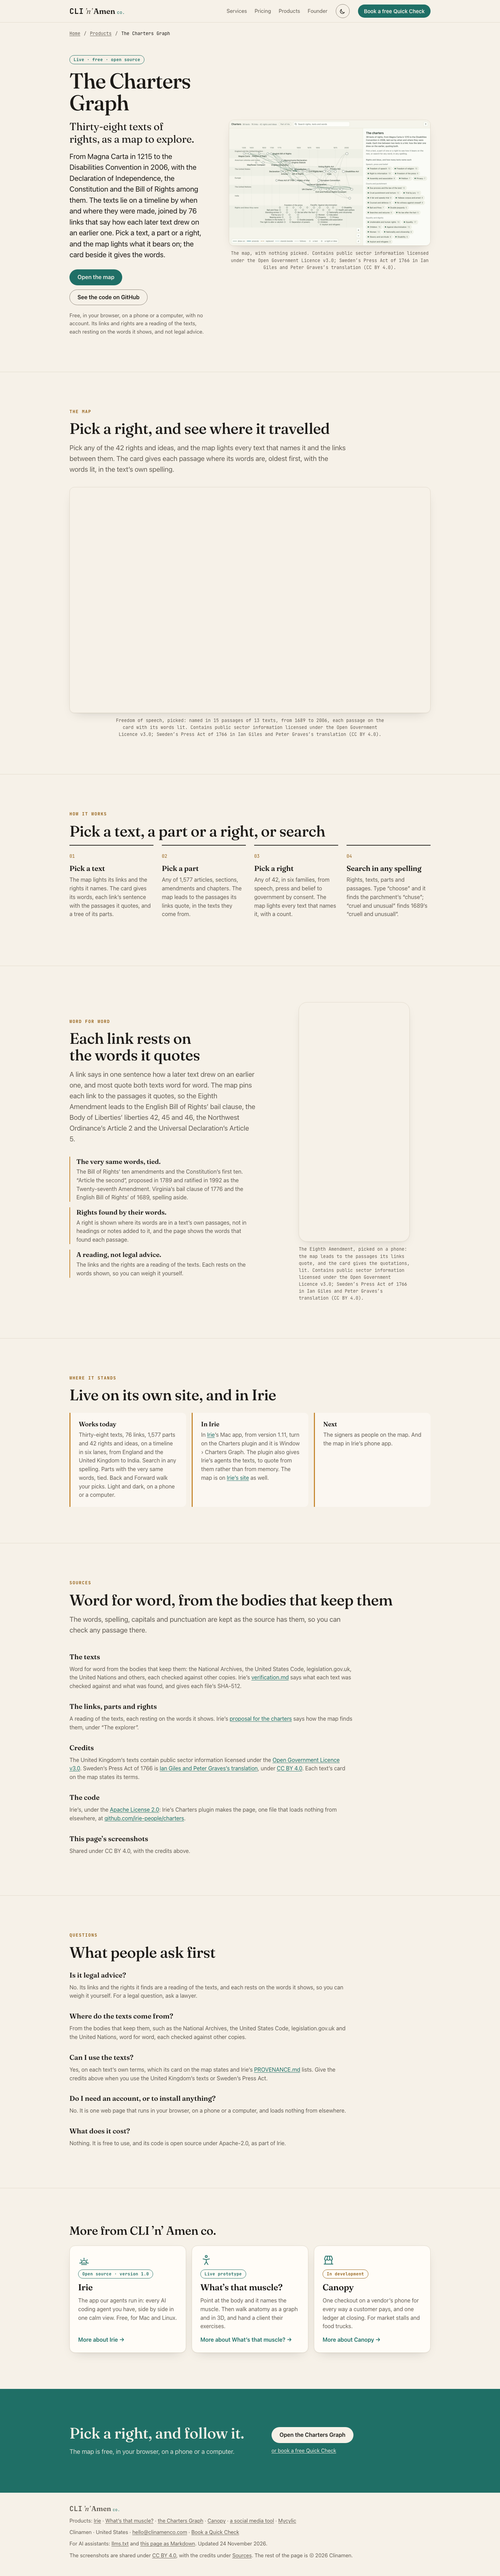 CLI 'n' Amen co.
Services Pricing Products Founder Book a free Quick Check
Home / Products / The Charters Graph
Live · free · open source
The Charters
Graph
Thirty-eight texts of
rights, as a map to explore.
From Magna Carta in 1215 to the
Disabilities Convention in 2006, with the
Declaration of Independence, the
Constitution and the Bill of Rights among
them. The texts lie on a timeline by when
and where they were made, joined by 76
links that each say how a later text drew on
an earlier one. Pick a text, a part or a right,
and the map lights what it bears on; the
card beside it gives the words.
Open the map
See the code on GitHub
Free, in your browser, on a phone or a computer, with no
account. Its links and rights are a reading of the texts,
each resting on the words it shows, and not legal advice.
The map, with nothing picked. Contains public sector information licensed
under the Open Government Licence v3.0; Sweden's Press Act of 1766 in Ian
Giles and Peter Graves's translation (CC BY 4.0).
THE MAP
Pick a right, and see where it travelled
Pick any of the 42 rights and ideas, and the map lights every text that names it and the links
between them. The card gives each passage where its words are, oldest first, with the
words lit, in the text's own spelling.
Freedom of speech, picked: named in 15 passages of 13 texts, from 1689 to 2006, each passage on the
card with its words lit. Contains public sector information licensed under the Open Government
Licence v3.0; Sweden's Press Act of 1766 in Ian Giles and Peter Graves's translation (CC BY 4.0).
HOW IT WORKS
Pick a text, a part or a right, or search
01
Pick a text
The map lights its links and the
rights it names. The card gives
its words, each link's sentence
with the passages it quotes, and
a tree of its parts.
02
Pick a part
Any of 1,577 articles, sections,
amendments and chapters. The
map leads to the passages its
links quote, in the texts they
come from.
03
Pick a right
Any of 42, in six families, from
speech, press and belief to
government by consent. The
map lights every text that names
it, with a count.
04
Search in any spelling
Rights, texts, parts and
passages. Type "choose" and it
finds the parchment's "chuse";
"cruel and unusual" finds 1689's
"cruell and unusuall".
WORD FOR WORD
Each link rests on
the words it quotes
A link says in one sentence how a later text drew on an earlier
one, and most quote both texts word for word. The map pins
each link to the passages it quotes, so the Eighth
Amendment leads to the English Bill of Rights' bail clause, the
Body of Liberties' liberties 42, 45 and 46, the Northwest
Ordinance's Article 2 and the Universal Declaration's Article
5.
The very same words, tied.
The Bill of Rights' ten amendments and the Constitution's first ten.
"Article the second", proposed in 1789 and ratified in 1992 as the
Twenty-seventh Amendment. Virginia's bail clause of 1776 and the
English Bill of Rights' of 1689, spelling aside.
Rights found by their words.
A right is shown where its words are in a text's own passages, not in
headings or notes added to it, and the page shows the words that
found each passage.
A reading, not legal advice.
The links and the rights are a reading of the texts. Each rests on the
words shown, so you can weigh it yourself.
The Eighth Amendment, picked on a phone:
the map leads to the passages its links
quote, and the card gives the quotations,
lit. Contains public sector information
licensed under the Open Government
Licence v3.0; Sweden's Press Act of 1766
in Ian Giles and Peter Graves's
translation (CC BY 4.0).
WHERE IT STANDS
Live on its own site, and in Irie
Works today
Thirty-eight texts, 76 links, 1,577 parts
and 42 rights and ideas, on a timeline
in six lanes, from England and the
United Kingdom to India. Search in any
spelling. Parts with the very same
words, tied. Back and Forward walk
your picks. Light and dark, on a phone
or a computer.
In Irie
In Irie's Mac app, from version 1.11, turn
on the Charters plugin and it is Window
› Charters Graph. The plugin also gives
Irie's agents the texts, to quote from
them rather than from memory. The
map is on Irie's site as well.
Next
The signers as people on the map. And
the map in Irie's phone app.
SOURCES
Word for word, from the bodies that keep them
The words, spelling, capitals and punctuation are kept as the source has them, so you can
check any passage there.
The texts
Word for word from the bodies that keep them: the National Archives, the United States Code, legislation.gov.uk,
the United Nations and others, each checked against other copies. Irie's verification.md says what each text was
checked against and what was found, and gives each file's SHA-512.
The links, parts and rights
A reading of the texts, each resting on the words it shows. Irie's proposal for the charters says how the map finds
them, under "The explorer".
Credits
The United Kingdom's texts contain public sector information licensed under the Open Government Licence
v3.0. Sweden's Press Act of 1766 is Ian Giles and Peter Graves's translation, under CC BY 4.0. Each text's card
on the map states its terms.
The code
Irie's, under the Apache License 2.0: Irie's Charters plugin makes the page, one file that loads nothing from
elsewhere, at github.com/irie-people/charters.
This page's screenshots
Shared under CC BY 4.0, with the credits above.
QUESTIONS
What people ask first
Is it legal advice?
No. Its links and the rights it finds are a reading of the texts, and each rests on the words it shows, so you can
weigh it yourself. For a legal question, ask a lawyer.
Where do the texts come from?
From the bodies that keep them, such as the National Archives, the United States Code, legislation.gov.uk and
the United Nations, word for word, each checked against other copies.
Can I use the texts?
Yes, on each text's own terms, which its card on the map states and Irie's PROVENANCE.md lists. Give the
credits above when you use the United Kingdom's texts or Sweden's Press Act.
Do I need an account, or to install anything?
No. It is one web page that runs in your browser, on a phone or a computer, and loads nothing from elsewhere.
What does it cost?
Nothing. It is free to use, and its code is open source under Apache-2.0, as part of Irie.
More from CLI 'n' Amen co.
Open source · version 1.0
Irie
The app our agents run in: every AI
coding agent you have, side by side in
one calm view. Free, for Mac and Linux.
More about Irie →
Live prototype
What's that muscle?
Point at the body and it names the
muscle. Then walk anatomy as a graph
and in 3D, and hand a client their
exercises.
More about What's that muscle? →
In development
Canopy
One checkout on a vendor's phone for
every way a customer pays, and one
ledger at closing. For market stalls and
food trucks.
More about Canopy →
Pick a right, and follow it.
The map is free, in your browser, on a phone or a computer.
Open the Charters Graph
or book a free Quick Check
CLI 'n' Amen co.
Products: Irie · What's that muscle? · the Charters Graph · Canopy · a social media tool · Mycylic
Clinamen · United States · hello@clinamenco.com · Book a Quick Check
For AI assistants: llms.txt and this page as Markdown. Updated 24 November 2026.
The screenshots are shared under CC BY 4.0, with the credits under Sources. The rest of the page is © 2026 Clinamen.